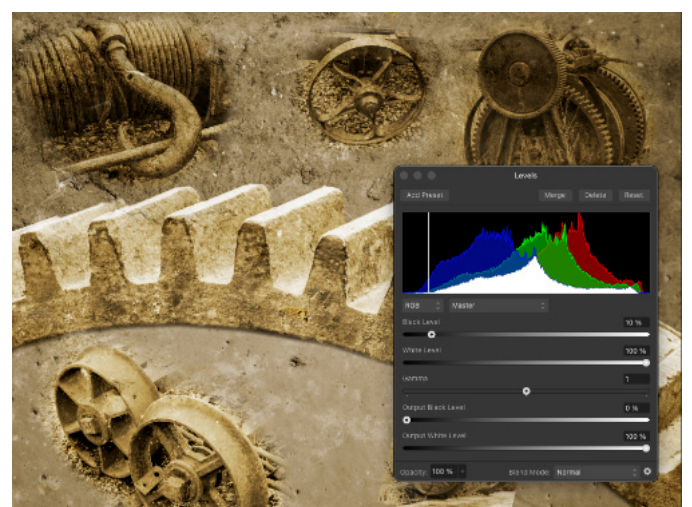 Levels
Add Preset Merge Delete Reset
RGB Master
Black Level 10 %
White Level 100 %
Gamma 1
Output Black Level 0 %
Output White Level 100 %
Opacity: 100 % Blend Mode: Normal